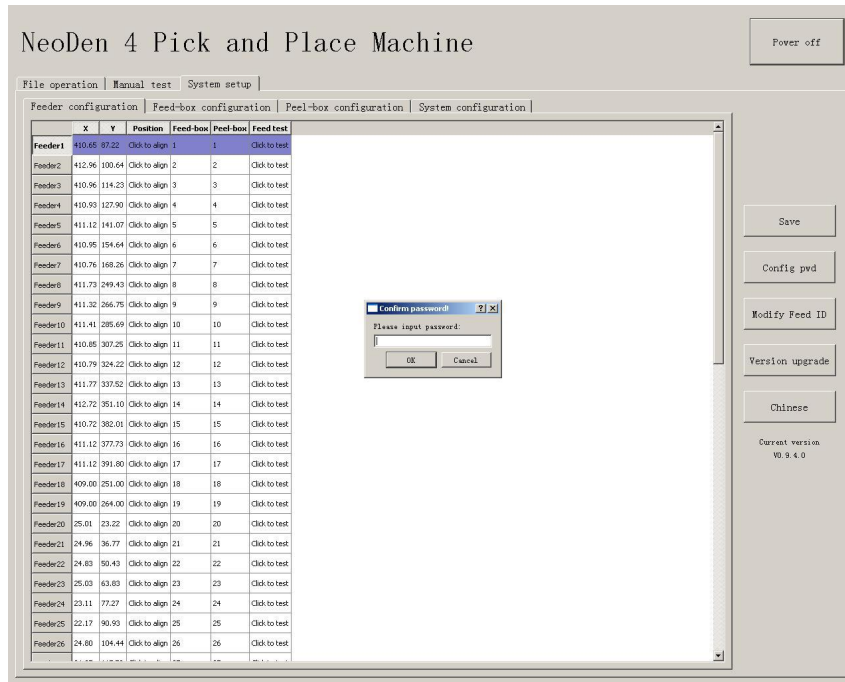 NeoDen 4 Pick and Place Machine
Power off
File operation Manual test System setup
Feeder configuration Feed-box configuration Peel-box configuration System configuration
X Y Position Feed-box Peel-box Feed test
Feeder1 410.65 87.22 Click to align 1 1 Click to test
Feeder2 412.96 100.64 Click to align 2 2 Click to test
Feeder3 410.96 114.23 Click to align 3 3 Click to test
Feeder4 410.93 127.90 Click to align 4 4 Click to test
Feeder5 411.12 141.07 Click to align 5 5 Click to test
Feeder6 410.95 154.64 Click to align 6 6 Click to test
Feeder7 410.76 168.26 Click to align 7 7 Click to test
Feeder8 411.73 249.43 Click to align 8 8 Click to test
Feeder9 411.32 266.75 Click to align 9 9 Click to test
Feeder10 411.41 285.69 Click to align 10 10 Click to test
Feeder11 410.85 307.25 Click to align 11 11 Click to test
Feeder12 410.79 324.22 Click to align 12 12 Click to test
Feeder13 411.77 337.52 Click to align 13 13 Click to test
Feeder14 412.72 351.10 Click to align 14 14 Click to test
Feeder15 410.72 382.01 Click to align 15 15 Click to test
Feeder16 411.12 377.73 Click to align 16 16 Click to test
Feeder17 411.12 391.80 Click to align 17 17 Click to test
Feeder18 409.00 251.00 Click to align 18 18 Click to test
Feeder19 409.00 264.00 Click to align 19 19 Click to test
Feeder20 25.01 23.22 Click to align 20 20 Click to test
Feeder21 24.96 36.77 Click to align 21 21 Click to test
Feeder22 24.83 50.43 Click to align 22 22 Click to test
Feeder23 25.03 63.83 Click to align 23 23 Click to test
Feeder24 23.11 77.27 Click to align 24 24 Click to test
Feeder25 22.17 90.93 Click to align 25 25 Click to test
Feeder26 24.80 104.44 Click to align 26 26 Click to test
Confirm password!
Please input password:
OK Cancel
Save
Config pwd
Modify Feed ID
Version upgrade
Chinese
Current version
V0.9.4.0